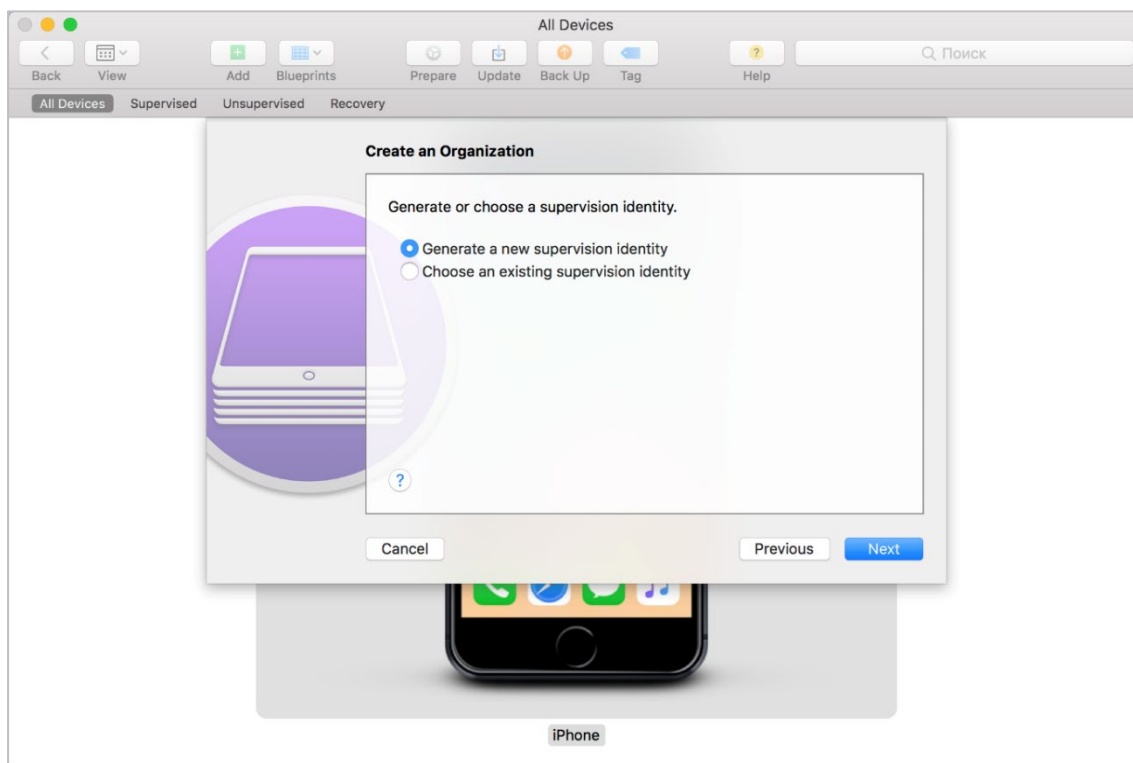 All Devices
Back View Add Blueprints Prepare Update Back Up Tag ? Help Поиск
All Devices Supervised Unsupervised Recovery
Create an Organization
Generate or choose a supervision identity.
Generate a new supervision identity
Choose an existing supervision identity
?
Cancel Previous Next
iPhone